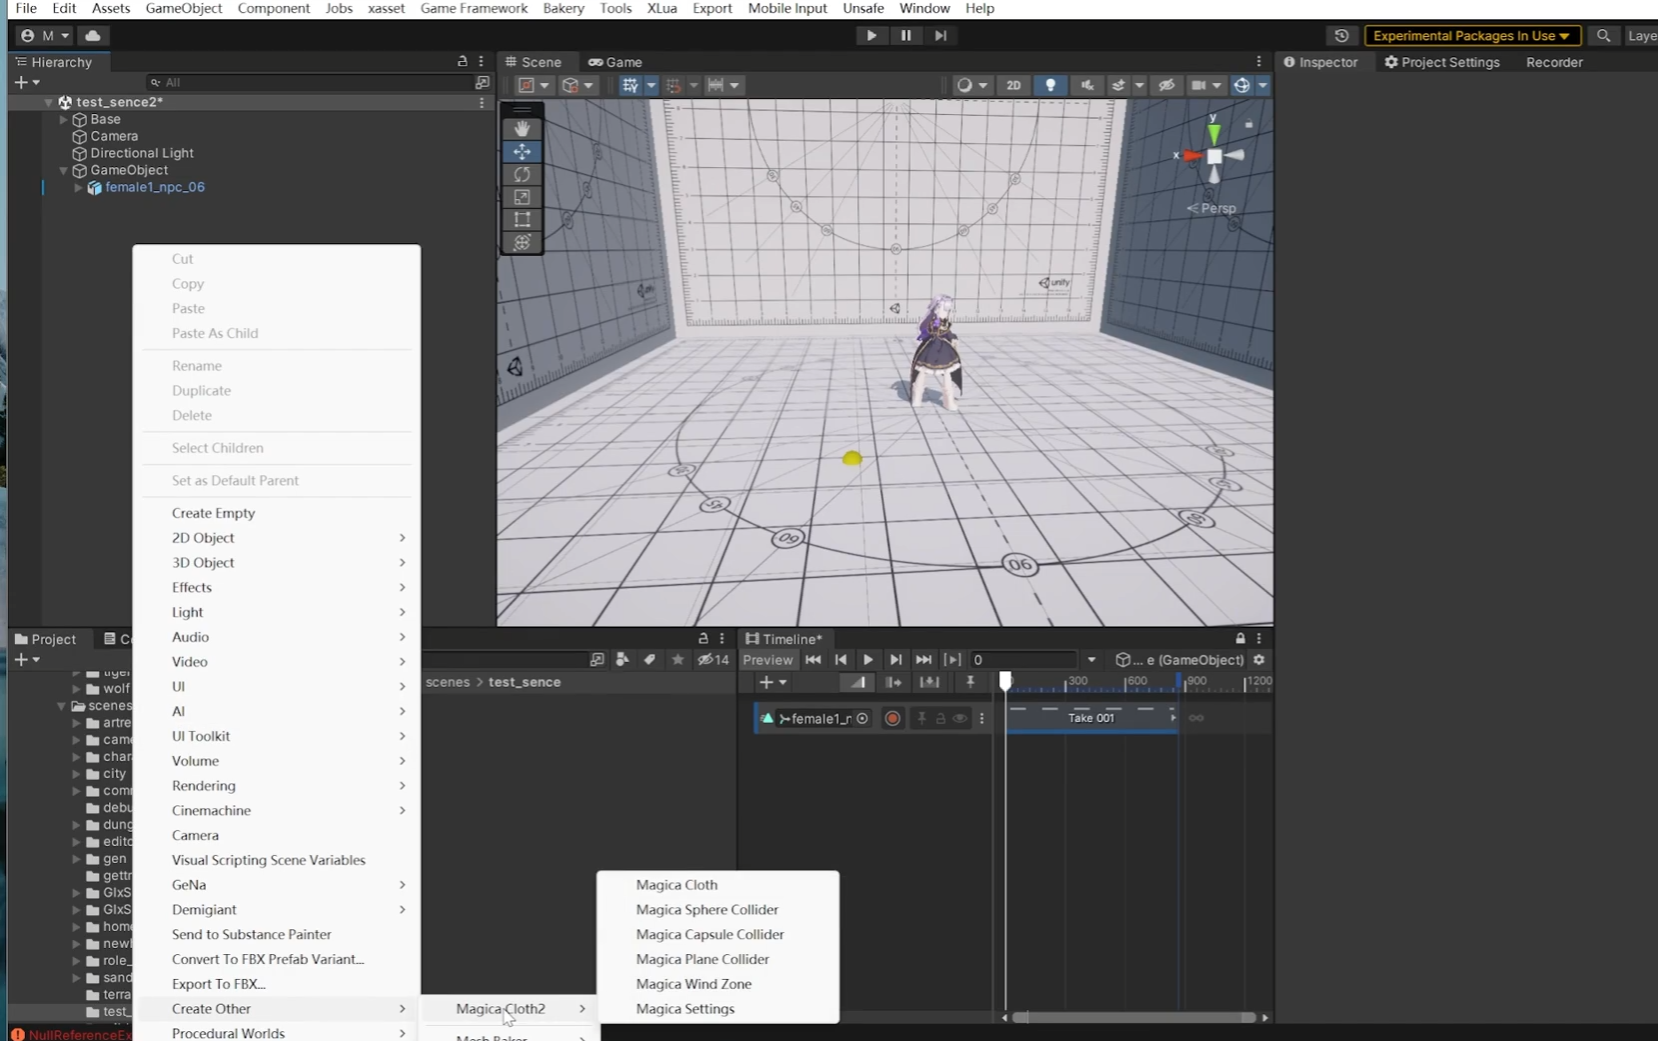 File Edit Assets GameObject Component Jobs xasset Game Framework Bakery Tools XLua Export Mobile Input Unsafe Window Help
M
Experimental Packages In Use
Laye
Hierarchy
Scene Game
Inspector Project Settings Recorder
All
2D
test_sence2*
Base
Camera
Directional Light
GameObject
female1_npc_06
y
x
Persp
unity
06
Cut
Copy
Paste
Paste As Child
Rename
Duplicate
Delete
Select Children
Set as Default Parent
Create Empty
2D Object
3D Object
Effects
Light
Audio
Video
UI
AI
UI Toolkit
Volume
Rendering
Cinemachine
Camera
Visual Scripting Scene Variables
GeNa
Demigiant
Send to Substance Painter
Convert To FBX Prefab Variant...
Export To FBX...
Create Other
Procedural Worlds
Magica Cloth2
Mesh Baker
Magica Cloth
Magica Sphere Collider
Magica Capsule Collider
Magica Plane Collider
Magica Wind Zone
Magica Settings
Project
Co
14
scenes > test_sence
wolf
scenes
artre
came
chara
city
comm
debu
dung
edito
gen
gettr
GlxS
GlxS
home
newb
role_
sand
terra
test_
NullReferenceEx
Timeline*
Preview
0
... e (GameObject)
300 600 900 1200
female1_r
Take 001